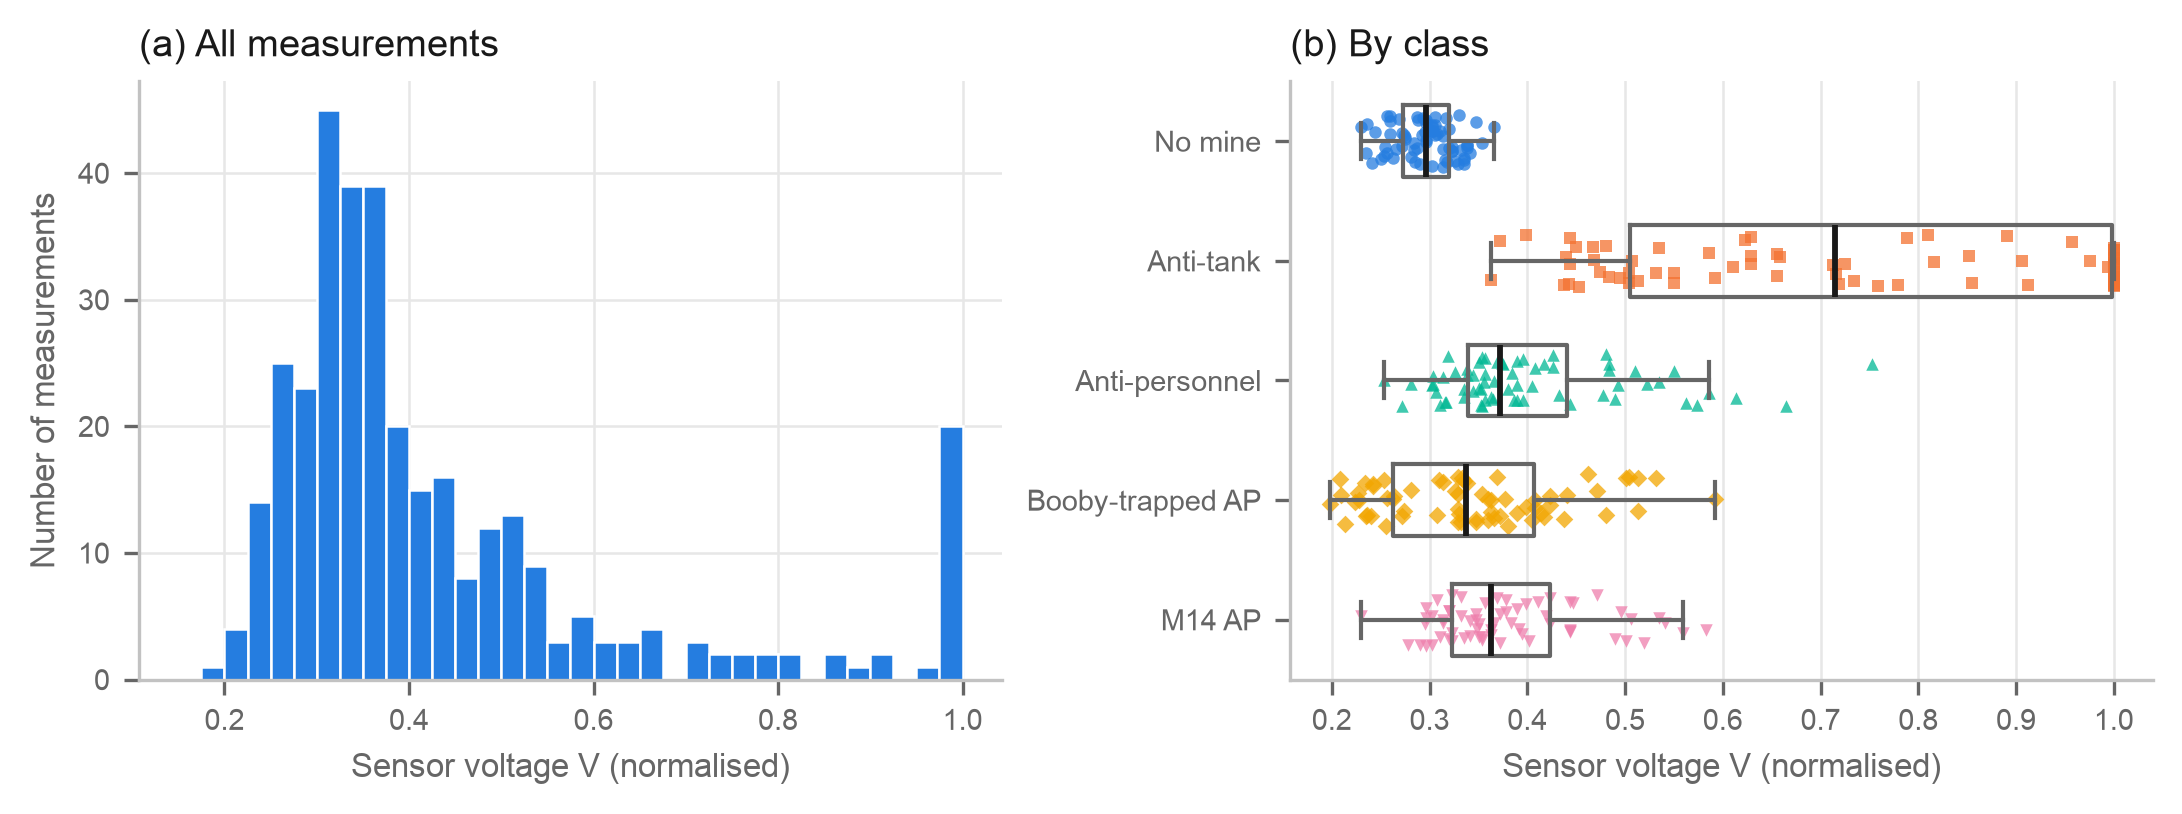 (a) All measurements
Number of measurements
40
30
20
10
0
0.2 0.4 0.6 0.8 1.0
Sensor voltage V (normalised)
(b) By class
No mine
Anti-tank
Anti-personnel
Booby-trapped AP
M14 AP
0.2 0.3 0.4 0.5 0.6 0.7 0.8 0.9 1.0
Sensor voltage V (normalised)